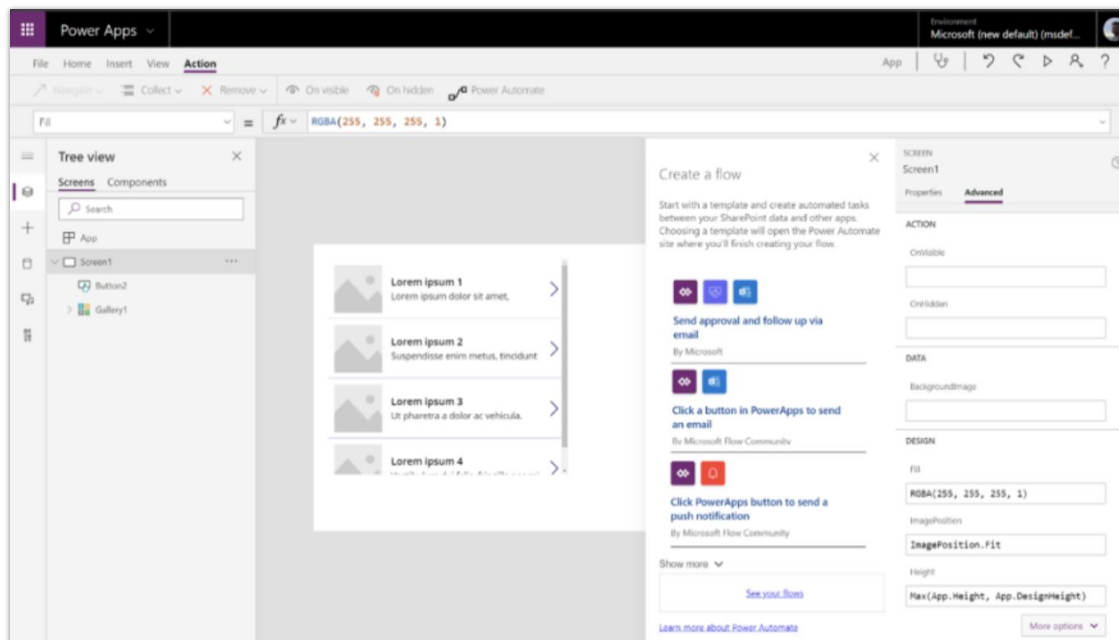 Power Apps
Environment
Microsoft (new default) (msdef...
File Home Insert View Action
App
?
Navigate Collect Remove On visible On hidden Power Automate
Fill = fx RGBA(255, 255, 255, 1)
Tree view
Screens Components
Search
App
Screen1
Button2
Gallery1
Lorem ipsum 1
Lorem ipsum dolor sit amet,
Lorem ipsum 2
Suspendisse enim metus, tincidunt
Lorem ipsum 3
Ut pharetra a dolor ac vehicula.
Lorem ipsum 4
Create a flow
Start with a template and create automated tasks
between your SharePoint data and other apps.
Choosing a template will open the Power Automate
site where you'll finish creating your flow.
Send approval and follow up via
email
By Microsoft
Click a button in PowerApps to send
an email
By Microsoft Flow Community
Click PowerApps button to send a
push notification
By Microsoft Flow Community
Show more
See your flows
Learn more about Power Automate
SCREEN
Screen1
Properties Advanced
ACTION
OnVisible
OnHidden
DATA
BackgroundImage
DESIGN
Fill
RGBA(255, 255, 255, 1)
ImagePosition
ImagePosition.Fit
Height
Max(App.Height, App.DesignHeight)
More options